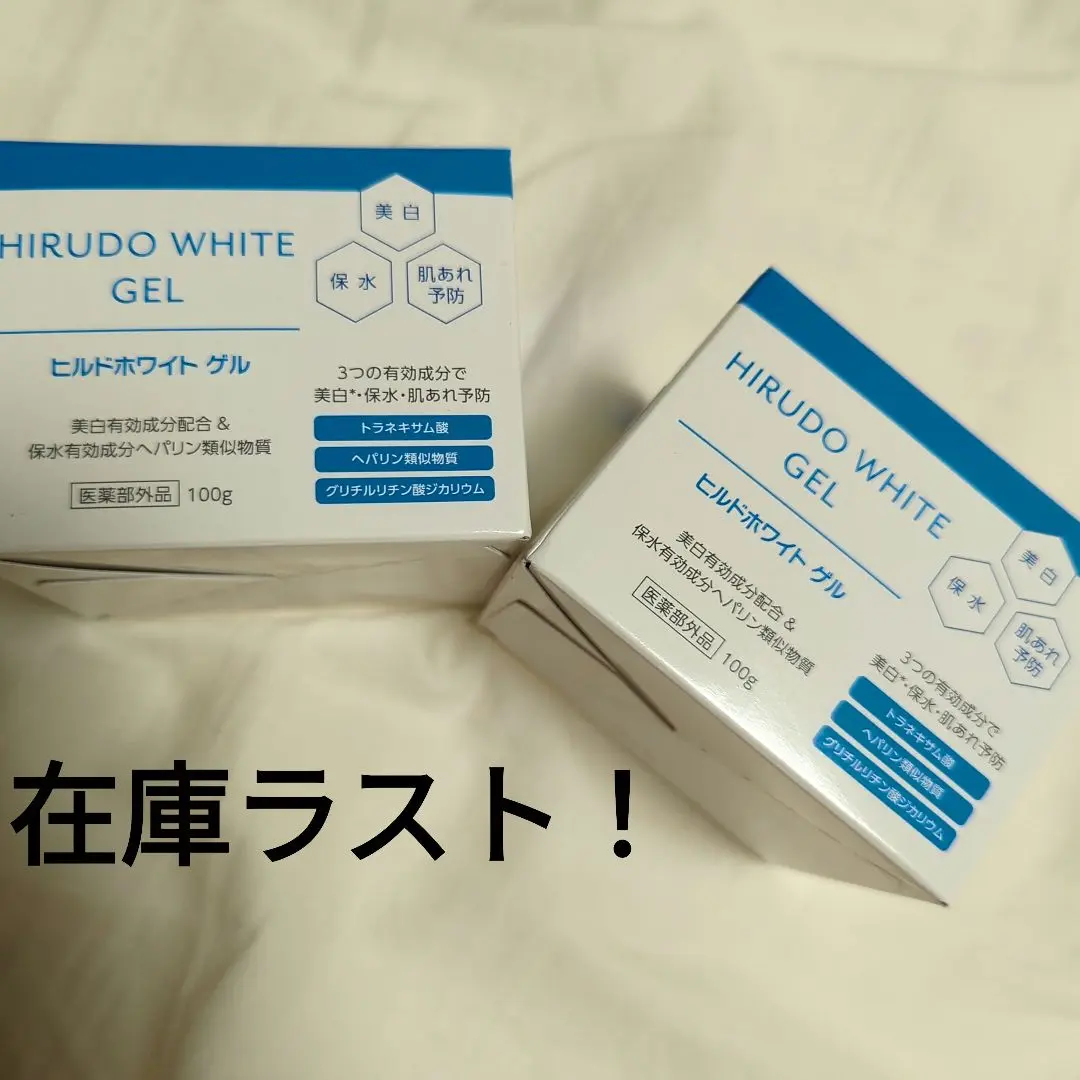 HIRUDO WHITE
GEL
ヒルドホワイト ゲル
美白有効成分配合 &
保水有効成分ヘパリン類似物質
医薬部外品 100g
美白
保水
肌あれ
予防
3つの有効成分で
美白*・保水・肌あれ予防
トラネキサム酸
ヘパリン類似物質
グリチルリチン酸ジカリウム
HIRUDO WHITE
GEL
ヒルドホワイト ゲル
美白有効成分配合 &
保水有効成分ヘパリン類似物質
医薬部外品 100g
美白
保水
肌あれ
予防
3つの有効成分で
美白*・保水・肌あれ予防
トラネキサム酸
ヘパリン類似物質
グリチルリチン酸ジカリウム
在庫ラスト!